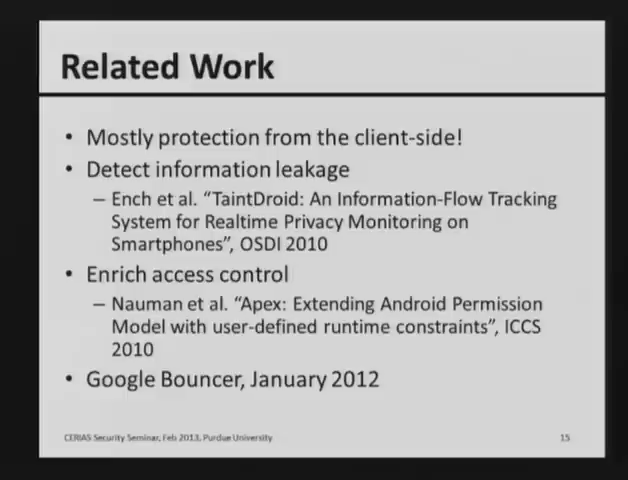 Related Work
• Mostly protection from the client-side!
• Detect information leakage
– Ench et al. “TaintDroid: An Information-Flow Tracking
System for Realtime Privacy Monitoring on
Smartphones”, OSDI 2010
• Enrich access control
– Nauman et al. “Apex: Extending Android Permission
Model with user-defined runtime constraints”, ICCS
2010
• Google Bouncer, January 2012
CERIAS Security Seminar, Feb 2013, Purdue University
15